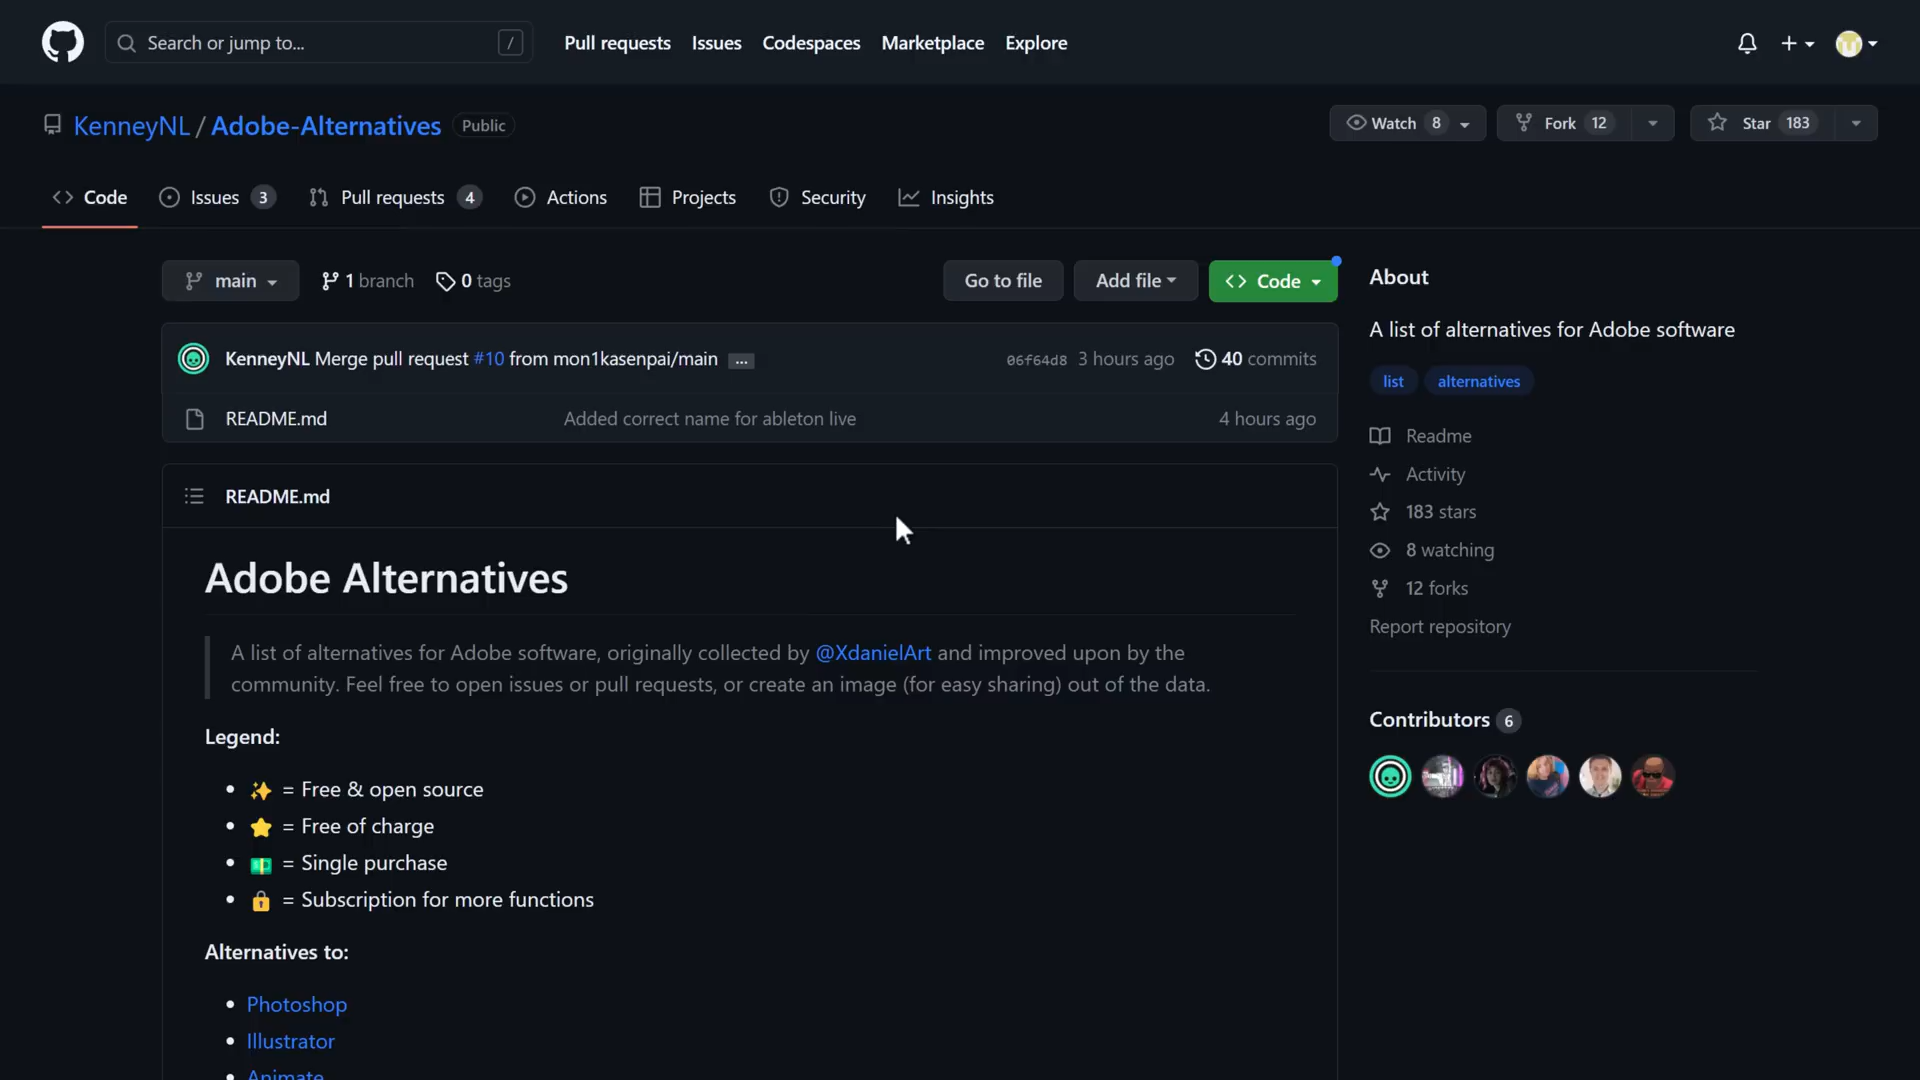 Search or jump to... /
Pull requests Issues Codespaces Marketplace Explore
KennyNL / Adobe-Alternatives Public
Watch 8 Fork 12 Star 183
Code Issues 3 Pull requests 4 Actions Projects Security Insights
main 1 branch 0 tags Go to file Add file <> Code
KenneyNL Merge pull request #10 from mon1kasenpai/main ... 06f64d8 3 hours ago 40 commits
README.md Added correct name for ableton live 4 hours ago
README.md
Adobe Alternatives
A list of alternatives for Adobe software, originally collected by @XdanielArt and improved upon by the
community. Feel free to open issues or pull requests, or create an image (for easy sharing) out of the data.
Legend:
= Free & open source
= Free of charge
= Single purchase
= Subscription for more functions
Alternatives to:
Photoshop
Illustrator
Animate
About
A list of alternatives for Adobe software
list alternatives
Readme
Activity
183 stars
8 watching
12 forks
Report repository
Contributors 6